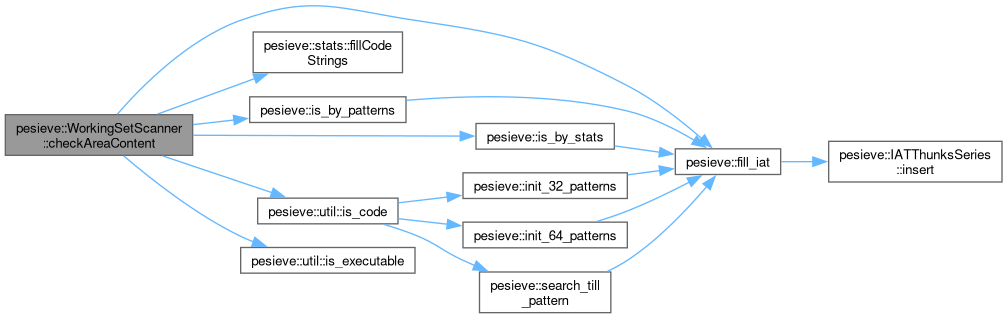 pesieve::WorkingSetScanner
::checkAreaContent
pesieve::stats::fillCode
Strings
pesieve::is_by_patterns
pesieve::is_by_stats
pesieve::util::is_code
pesieve::init_32_patterns
pesieve::init_64_patterns
pesieve::search_till
_pattern
pesieve::util::is_executable
pesieve::fill_iat
pesieve::IATThunksSeries
::insert